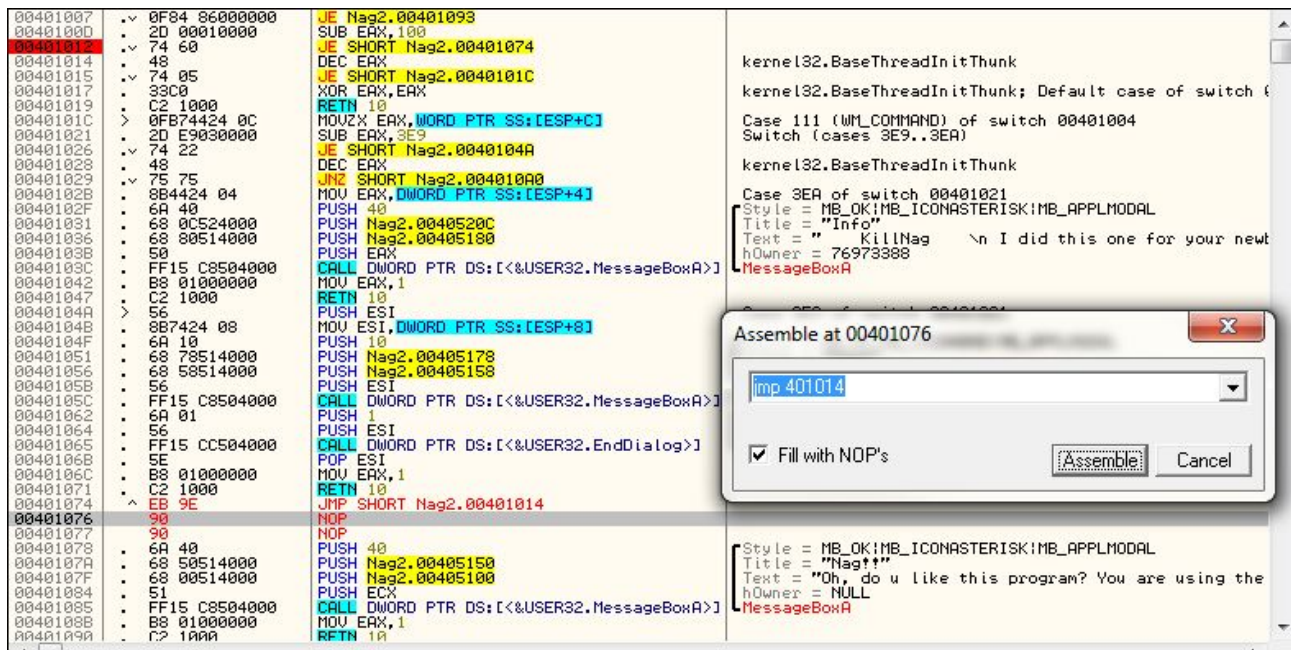 00401007 .v 0F84 86000000 JE Nag2.00401093
0040100D . 2D 00010000 SUB EAX,100
00401012 .v 74 60 JE SHORT Nag2.00401074
00401014 . 48 DEC EAX kernel32.BaseThreadInitThunk
00401015 .v 74 05 JE SHORT Nag2.0040101C
00401017 . 33C0 XOR EAX,EAX kernel32.BaseThreadInitThunk; Default case of switch
00401019 . C2 1000 RETN 10
0040101C > 0FB74424 0C MOVZX EAX,WORD PTR SS:[ESP+C] Case 111 (WM_COMMAND) of switch 00401004
00401021 . 2D E9030000 SUB EAX,3E9 Switch (cases 3E9..3EA)
00401026 .v 74 22 JE SHORT Nag2.0040104A
00401028 . 48 DEC EAX kernel32.BaseThreadInitThunk
00401029 .v 75 75 JNZ SHORT Nag2.004010A0
0040102B . 8B4424 04 MOV EAX,DWORD PTR SS:[ESP+4] Case 3EA of switch 00401021
0040102F . 6A 40 PUSH 40 Style = MB_OK|MB_ICONASTERISK|MB_APPLMODAL
00401031 . 68 0C524000 PUSH Nag2.0040520C Title = "Info"
00401036 . 68 80514000 PUSH Nag2.00405180 Text = " KillNag \n I did this one for your newb
0040103B . 50 PUSH EAX hOwner = 76973388
0040103C . FF15 C8504000 CALL DWORD PTR DS:[<&USER32.MessageBoxA>] MessageBoxA
00401042 . B8 01000000 MOV EAX,1
00401047 . C2 1000 RETN 10
0040104A > 56 PUSH ESI
0040104B . 8B7424 08 MOV ESI,DWORD PTR SS:[ESP+8]
0040104F . 6A 10 PUSH 10
00401051 . 68 78514000 PUSH Nag2.00405178
00401056 . 68 58514000 PUSH Nag2.00405158
0040105B . 56 PUSH ESI
0040105C . FF15 C8504000 CALL DWORD PTR DS:[<&USER32.MessageBoxA>]
00401062 . 6A 01 PUSH 1
00401064 . 56 PUSH ESI
00401065 . FF15 CC504000 CALL DWORD PTR DS:[<&USER32.EndDialog>]
0040106B . 5E POP ESI
0040106C . B8 01000000 MOV EAX,1
00401071 . C2 1000 RETN 10
00401074 ^ EB 9E JMP SHORT Nag2.00401014
00401076 90 NOP
00401077 90 NOP
00401078 . 6A 40 PUSH 40 Style = MB_OK|MB_ICONASTERISK|MB_APPLMODAL
0040107A . 68 50514000 PUSH Nag2.00405150 Title = "Nag!!"
0040107F . 68 00514000 PUSH Nag2.00405100 Text = "Oh, do u like this program? You are using the
00401084 . 51 PUSH ECX hOwner = NULL
00401085 . FF15 C8504000 CALL DWORD PTR DS:[<&USER32.MessageBoxA>] MessageBoxA
0040108B . B8 01000000 MOV EAX,1
00401090 . C2 1000 RETN 10
Assemble at 00401076
jmp 401014
Fill with NOP's
Assemble
Cancel